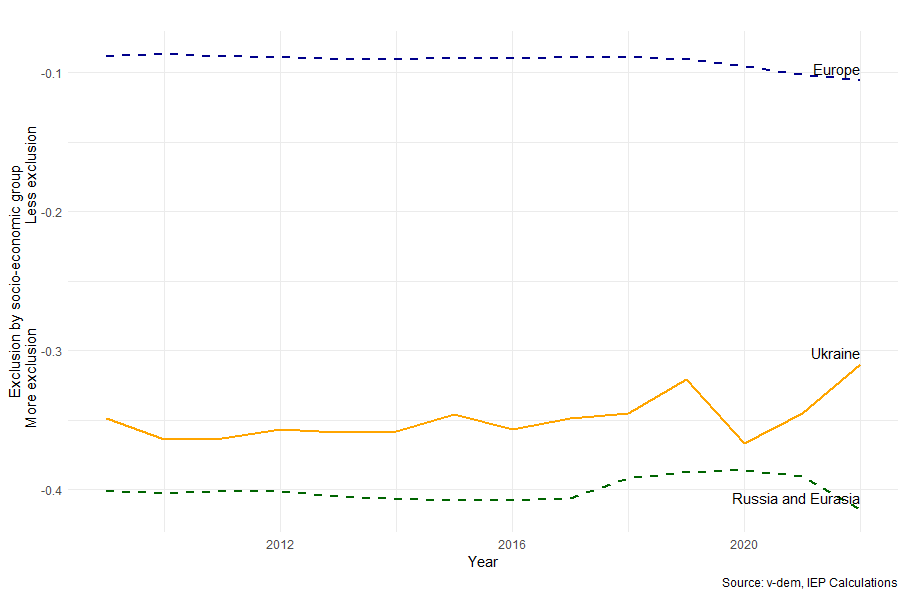 Exclusion by socio-economic group
More exclusion
Less exclusion
-0.1
-0.2
-0.3
-0.4
Europe
Ukraine
Russia and Eurasia
2012
2016
2020
Year
Source: v-dem, IEP Calculations